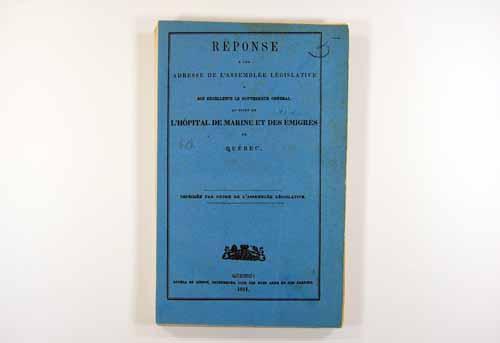 RÉPONSE
A UNE
ADRESSE DE L'ASSEMBLÉE LÉGISLATIVE
A
SON EXCELLENCE LE GOUVERNEUR GÉNÉRAL
AU SUJET DE
L'HÔPITAL DE MARINE ET DES EMIGRÉS
DE
QUÉBEC.
IMPRIMÉE PAR ORDRE DE L'ASSEMBLÉE LÉGISLATIVE.
QUÉBEC: